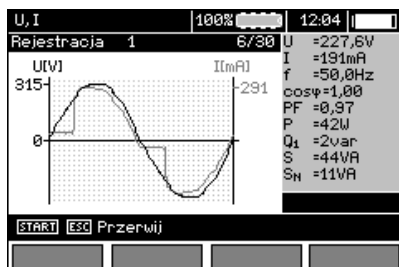 U,I 100% 12:04
Rejestracja 1 6/30
U[V] I[mA]
315 291
0
U =227,6V
I =191mA
f =50,0Hz
cosφ=1,00
PF =0,97
P =42W
Q₁ =2var
S =44VA
Sɴ =11VA
START ESC Przerwij